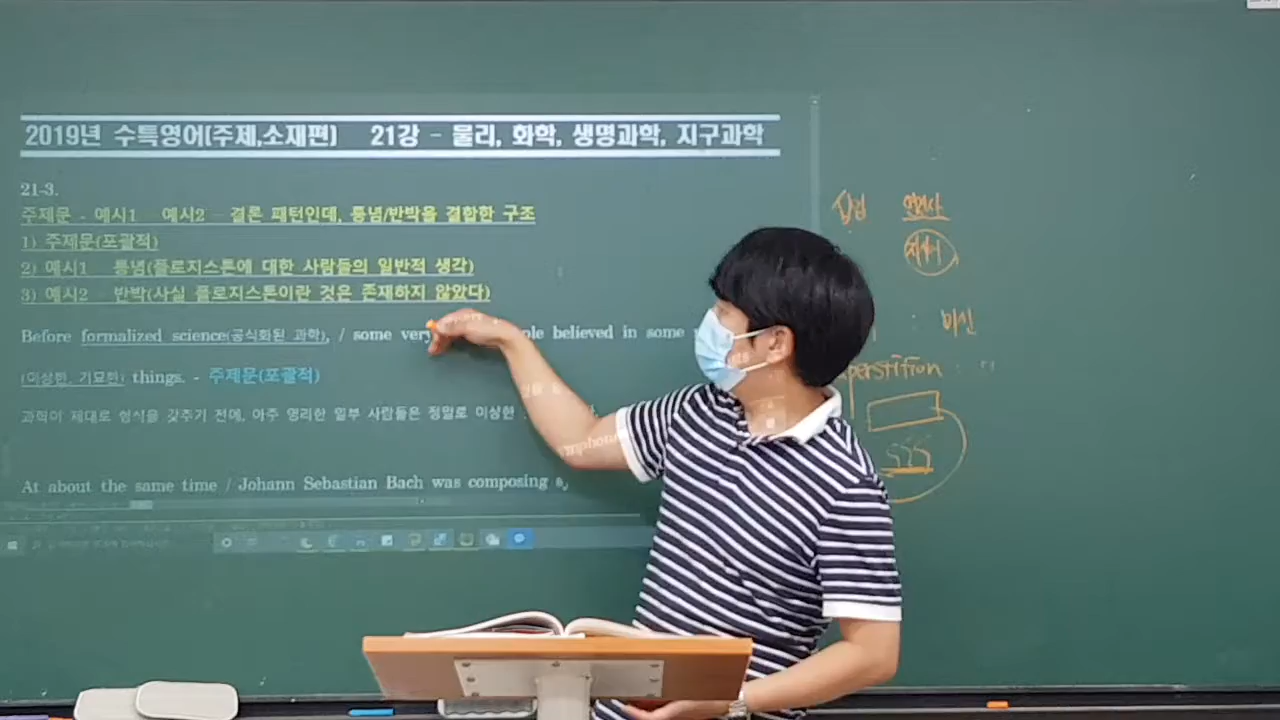 2019년 수특영어(주제,소재편) 21강 - 물리, 화학, 생명과학, 지구과학
21-3.
주제문 - 예시1 예시2 - 결론 패턴인데, 통념/반박을 결합한 구조
1) 주제문(포괄적)
2) 예시1 통념(플로지스톤에 대한 사람들의 일반적 생각)
3) 예시2 반박(사실 플로지스톤이란 것은 존재하지 않았다)
Before formalized science(공식화된 과학), / some very believed in some
(이상한, 기묘한) things. - 주제문(포괄적)
과학이 제대로 형식을 갖추기 전에, 아주 영리한 일부 사람들은 정말로 이상한
At about the same time / Johann Sebastian Bach was composing
미신